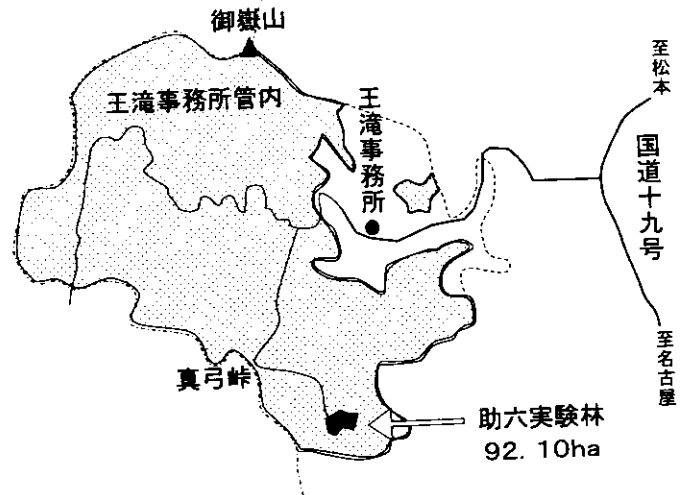 御嶽山
王滝事務所管内
王滝事務所
至松本
国道十九号
至名古屋
真弓峠
助六実験林
92.10ha